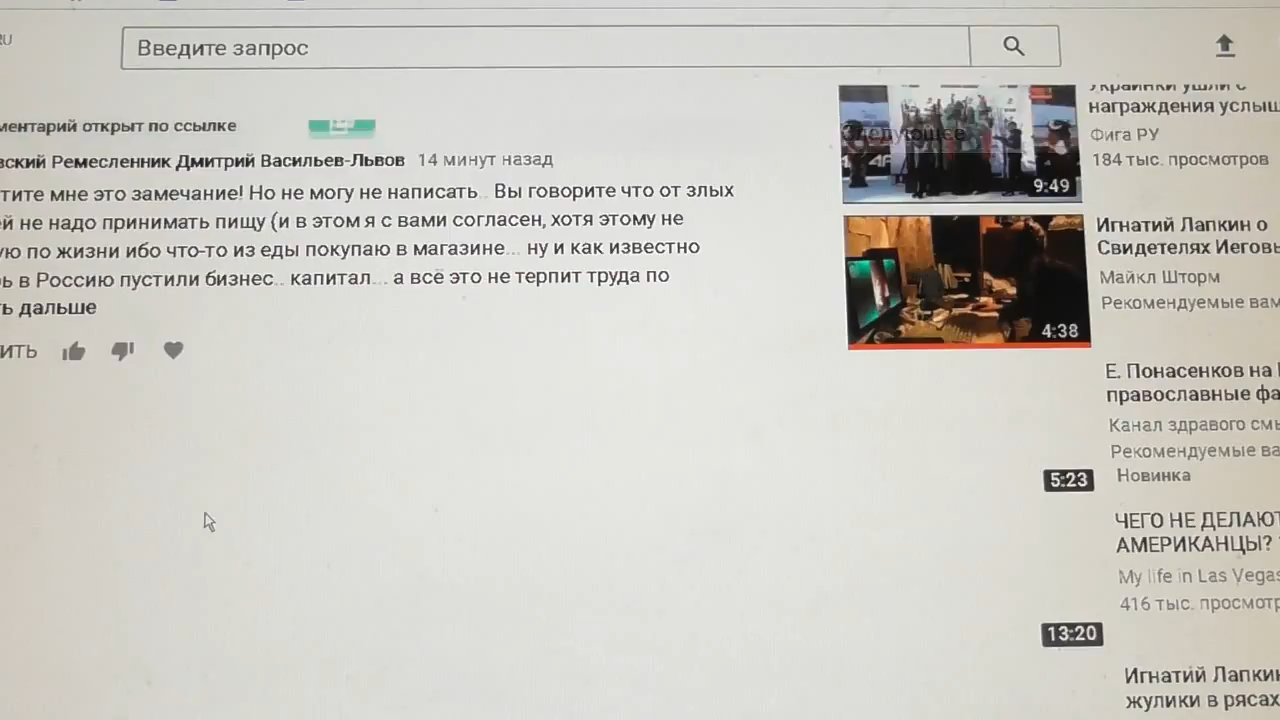 RU
Введите запрос
ментарий открыт по ссылке
вский Ремесленник Дмитрий Васильев-Львов 14 минут назад
тите мне это замечание! Но не могу не написать.. Вы говорите что от злых
ей не надо принимать пищу (и в этом я с вами согласен, хотя этому не
ую по жизни ибо что-то из еды покупаю в магазине... ну и как известно
рь в Россию пустили бизнес.. капитал... а всё это не терпит труда по
ть дальше
ИТЬ
Следующее
9:49
Украинки ушли с
награждения услыш
Фига РУ
184 тыс. просмотров
4:38
Игнатий Лапкин о
Свидетелях Иеговы
Майкл Шторм
Рекомендуемые вам
5:23
Е. Понасенков на
православные фа
Канал здравого смы
Рекомендуемые ва
Новинка
13:20
ЧЕГО НЕ ДЕЛАЮТ
АМЕРИКАНЦЫ?
My life in Las Vegas
416 тыс. просмотр
Игнатий Лапкин
жулики в рясах